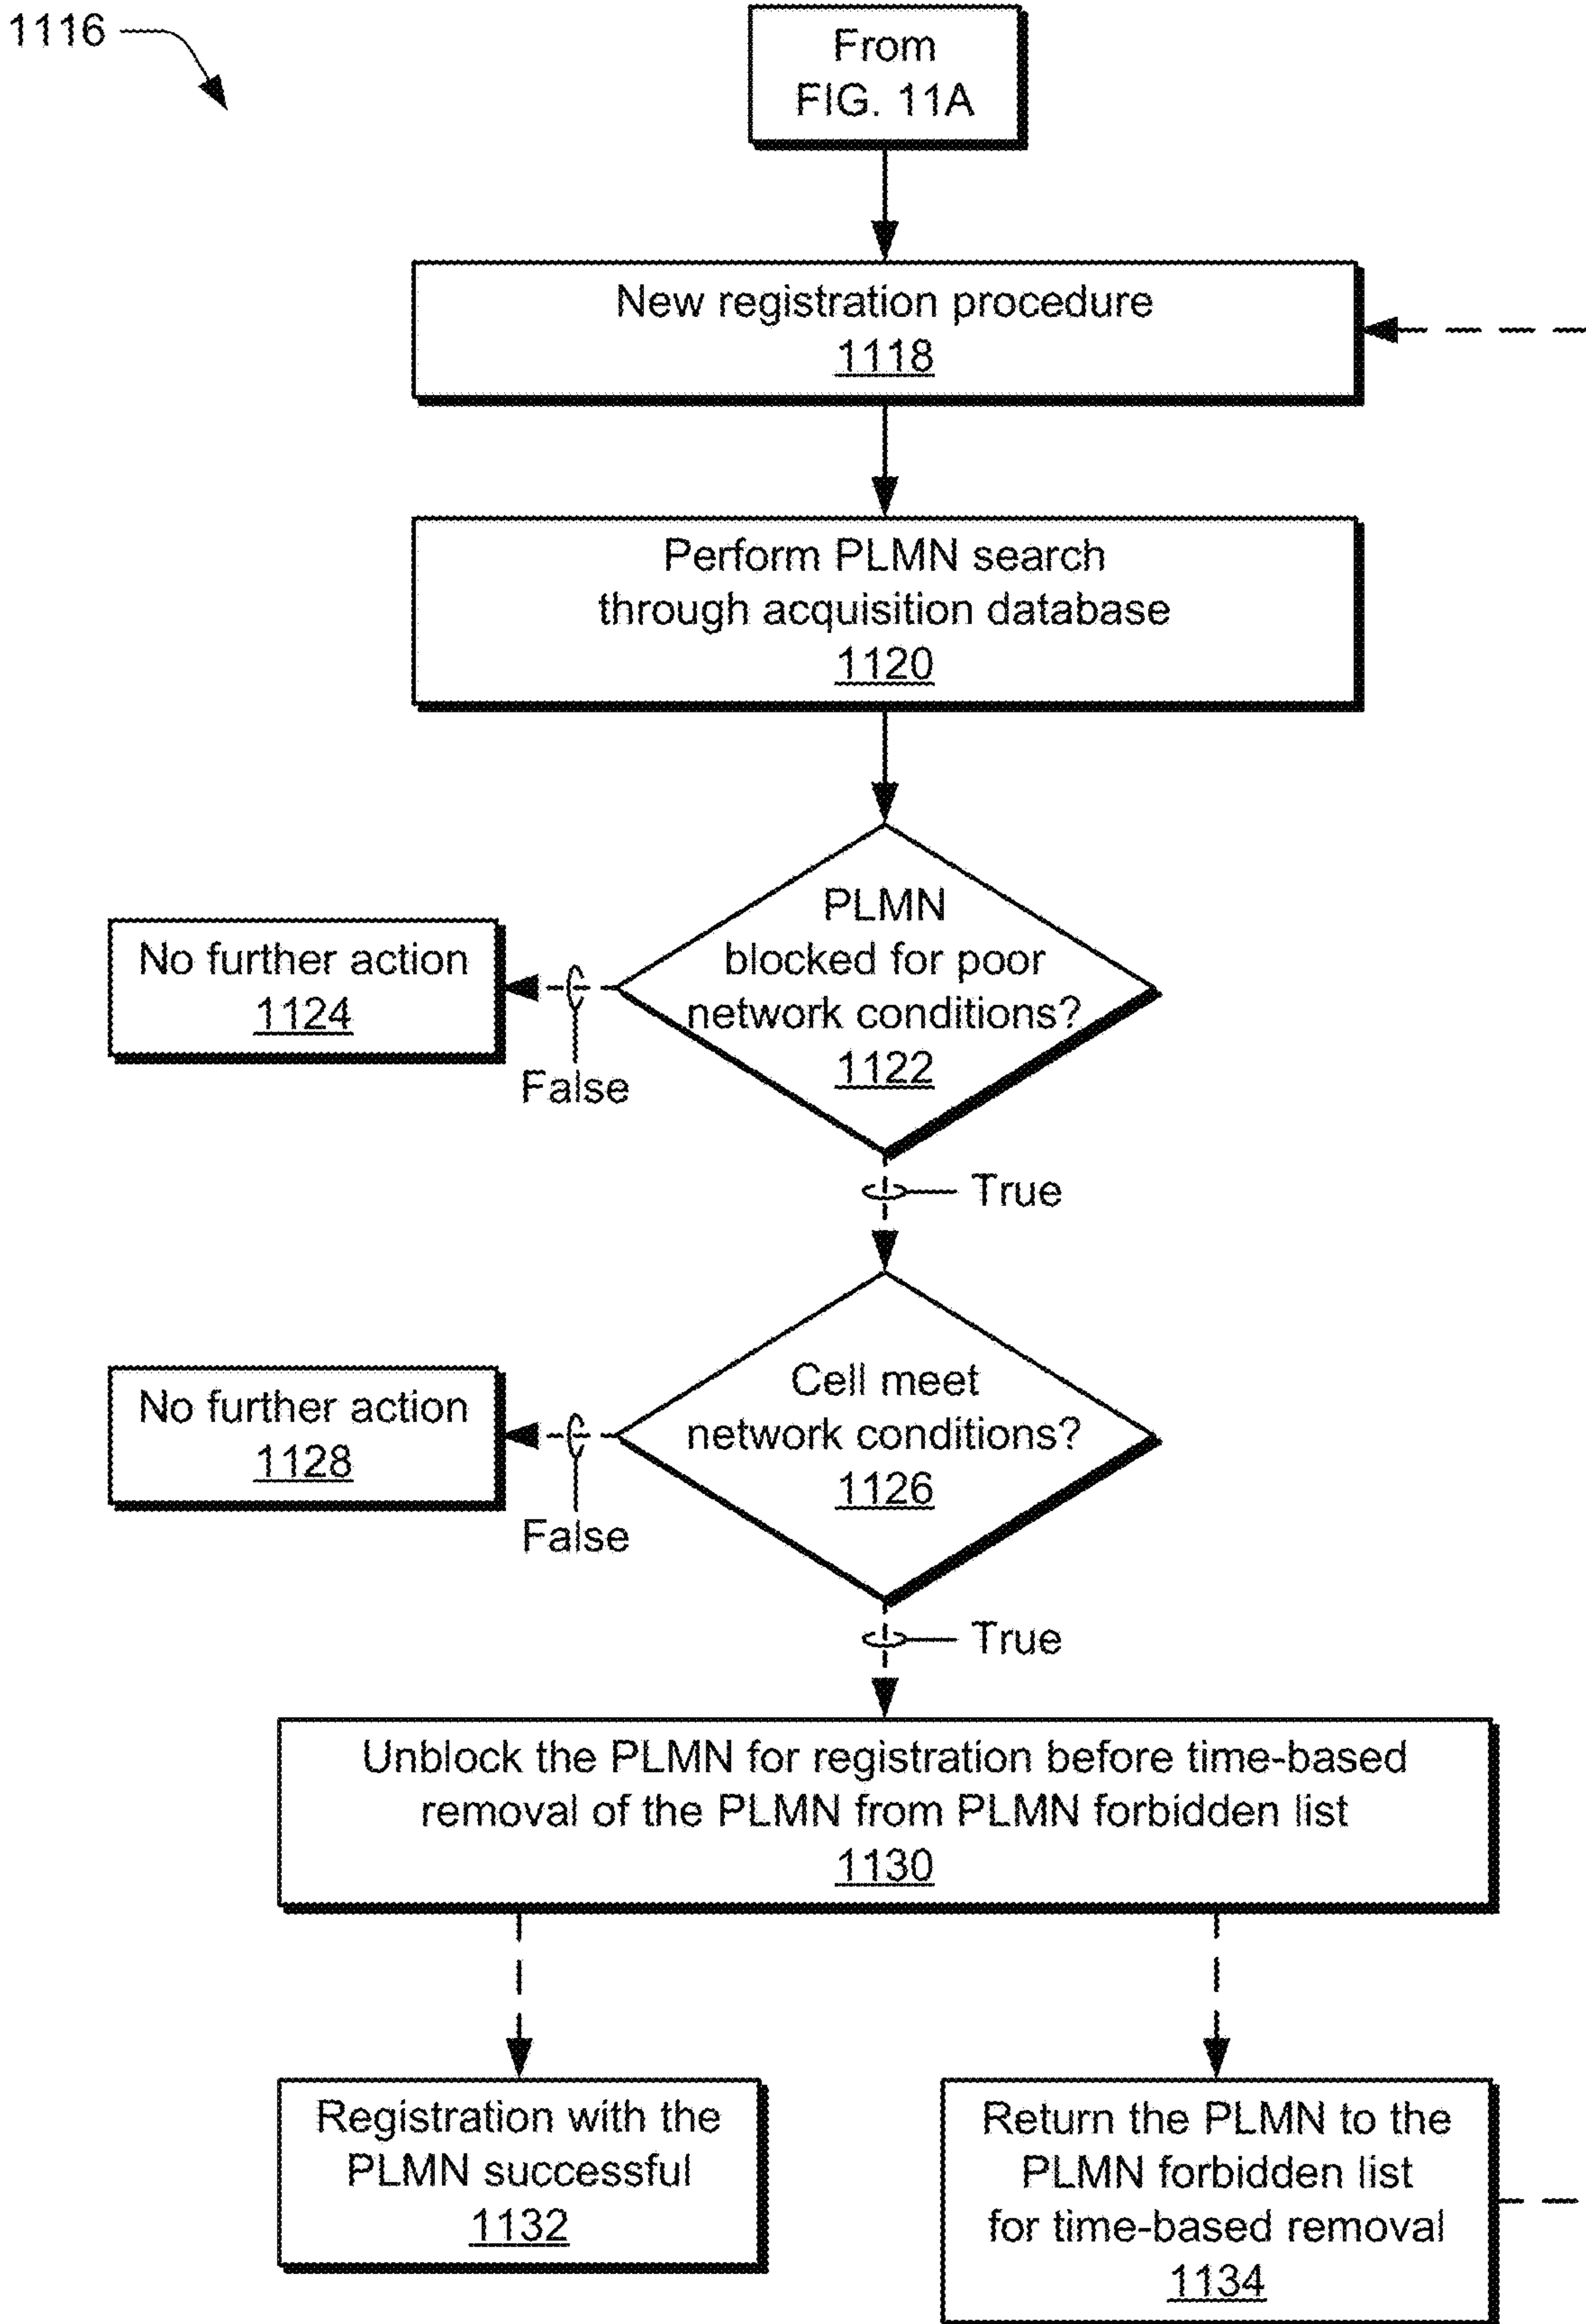 1116
From
FIG. 11A
New registration procedure
1118
Perform PLMN search
through acquisition database
1120
PLMN
blocked for poor
network conditions?
1122
No further action
1124
False
True
Cell meet
network conditions?
1126
No further action
1128
False
True
Unblock the PLMN for registration before time-based
removal of the PLMN from PLMN forbidden list
1130
Registration with the
PLMN successful
1132
Return the PLMN to the
PLMN forbidden list
for time-based removal
1134